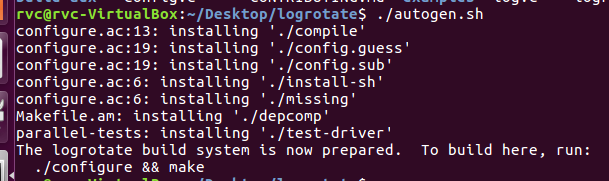 rvc@rvc-VirtualBox:~/Desktop/logrotate$ ./autogen.sh
configure.ac:13: installing './compile'
configure.ac:19: installing './config.guess'
configure.ac:19: installing './config.sub'
configure.ac:6: installing './install-sh'
configure.ac:6: installing './missing'
Makefile.am: installing './depcomp'
parallel-tests: installing './test-driver'
The logrotate build system is now prepared.  To build here, run:
  ./configure && make